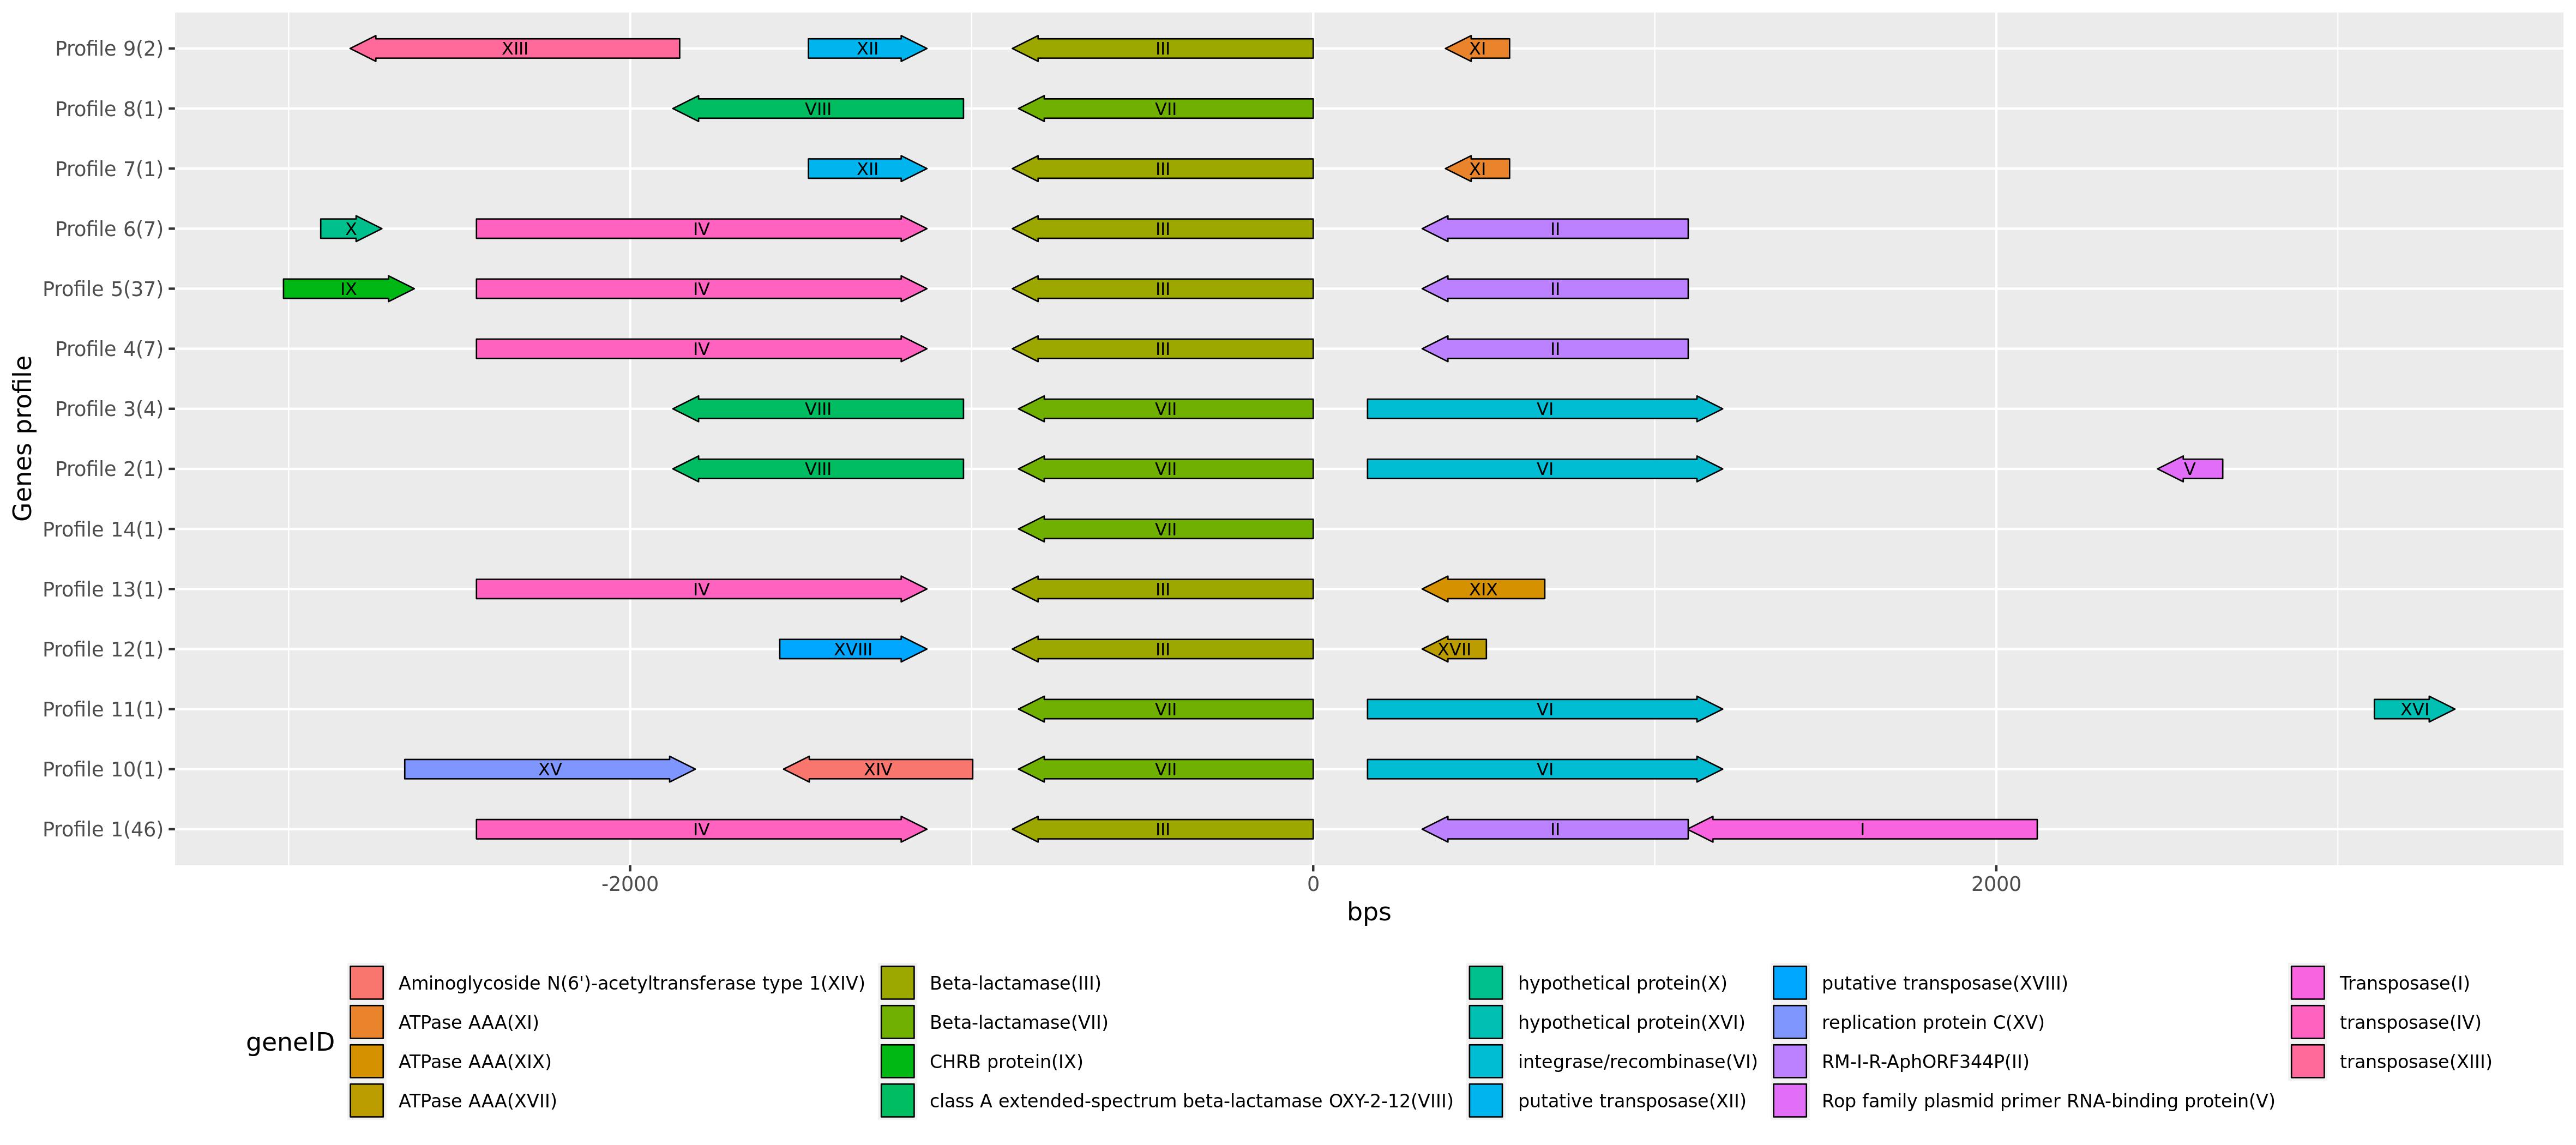 Profile 9(2) XIII XII III XI
Profile 8(1) VIII VII
Profile 7(1) XII III XI
Profile 6(7) X IV III II
Profile 5(37) IX IV III II
Profile 4(7) IV III II
Profile 3(4) VIII VII VI
Profile 2(1) VIII VII VI V
Profile 14(1) VII
Profile 13(1) IV III XIX
Profile 12(1) XVIII III XVII
Profile 11(1) VII VI XVI
Profile 10(1) XV XIV VII VI
Profile 1(46) IV III II I
Genes profile
-2000 0 2000
bps
geneID
Aminoglycoside N(6')-acetyltransferase type 1(XIV)
ATPase AAA(XI)
ATPase AAA(XIX)
ATPase AAA(XVII)
Beta-lactamase(III)
Beta-lactamase(VII)
CHRB protein(IX)
class A extended-spectrum beta-lactamase OXY-2-12(VIII)
hypothetical protein(X)
hypothetical protein(XVI)
integrase/recombinase(VI)
putative transposase(XII)
putative transposase(XVIII)
replication protein C(XV)
RM-I-R-AphORF344P(II)
Rop family plasmid primer RNA-binding protein(V)
Transposase(I)
transposase(IV)
transposase(XIII)